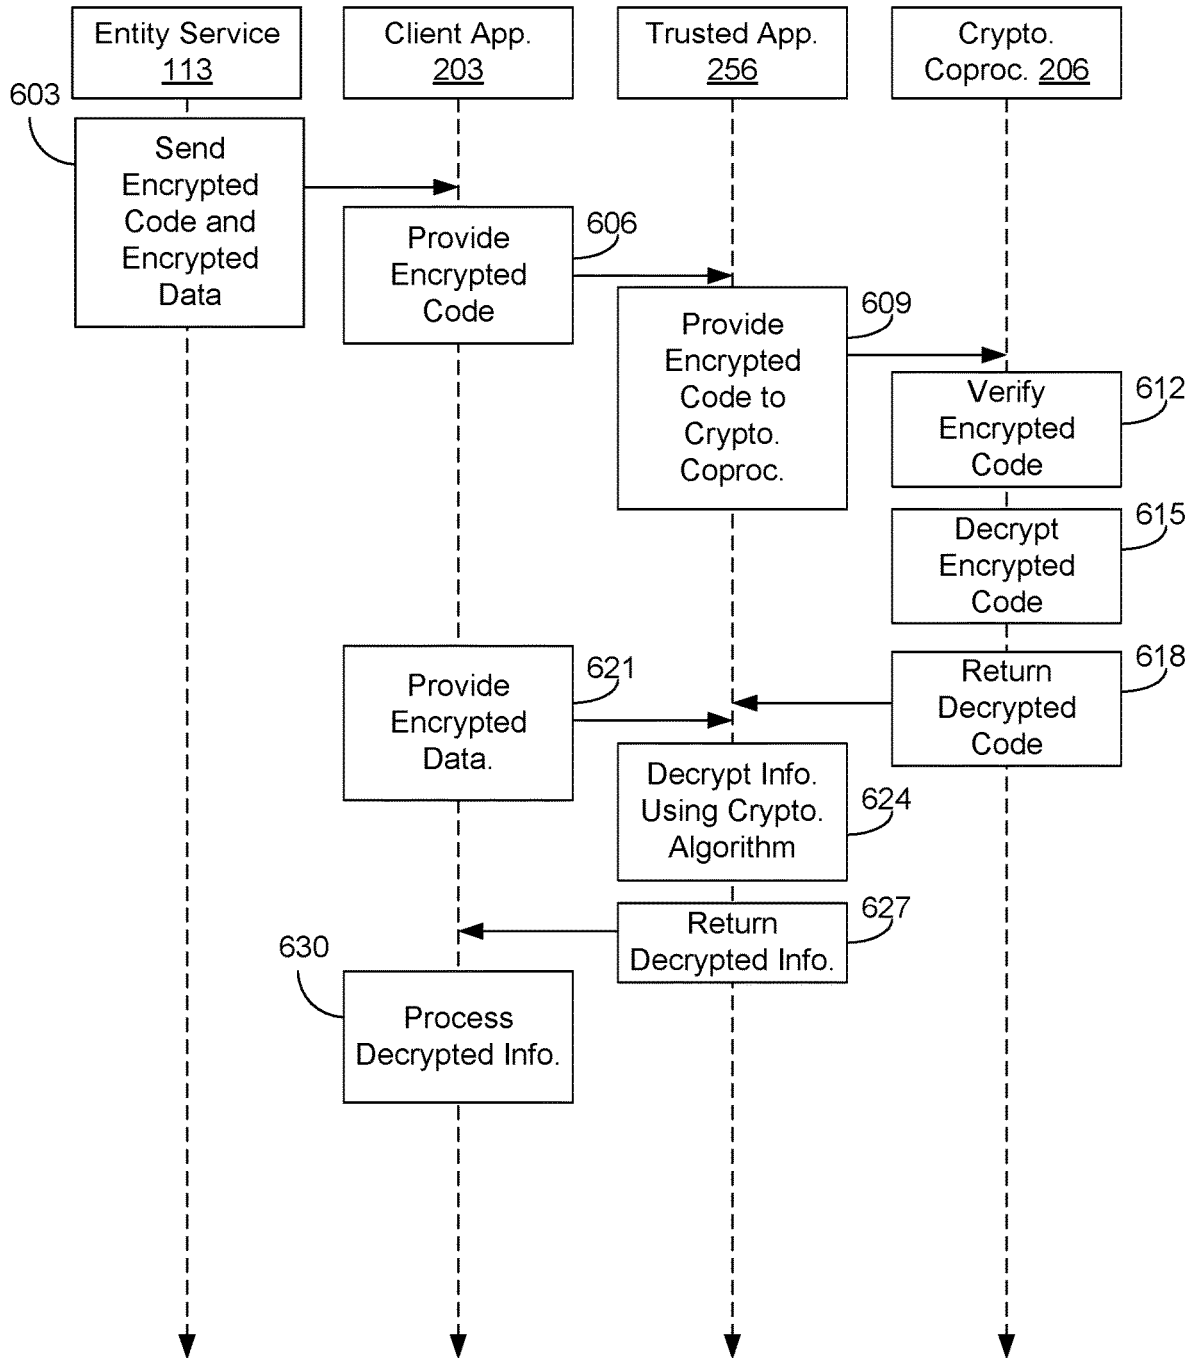 Entity Service
113
Client App.
203
Trusted App.
256
Crypto.
Coproc. 206
603
Send
Encrypted
Code and
Encrypted
Data
Provide
Encrypted
Code
606
Provide
Encrypted
Code to
Crypto.
Coproc.
609
Verify
Encrypted
Code
612
Decrypt
Encrypted
Code
615
Return
Decrypted
Code
618
Provide
Encrypted
Data.
621
Decrypt Info.
Using Crypto.
Algorithm
624
Return
Decrypted Info.
627
630
Process
Decrypted Info.